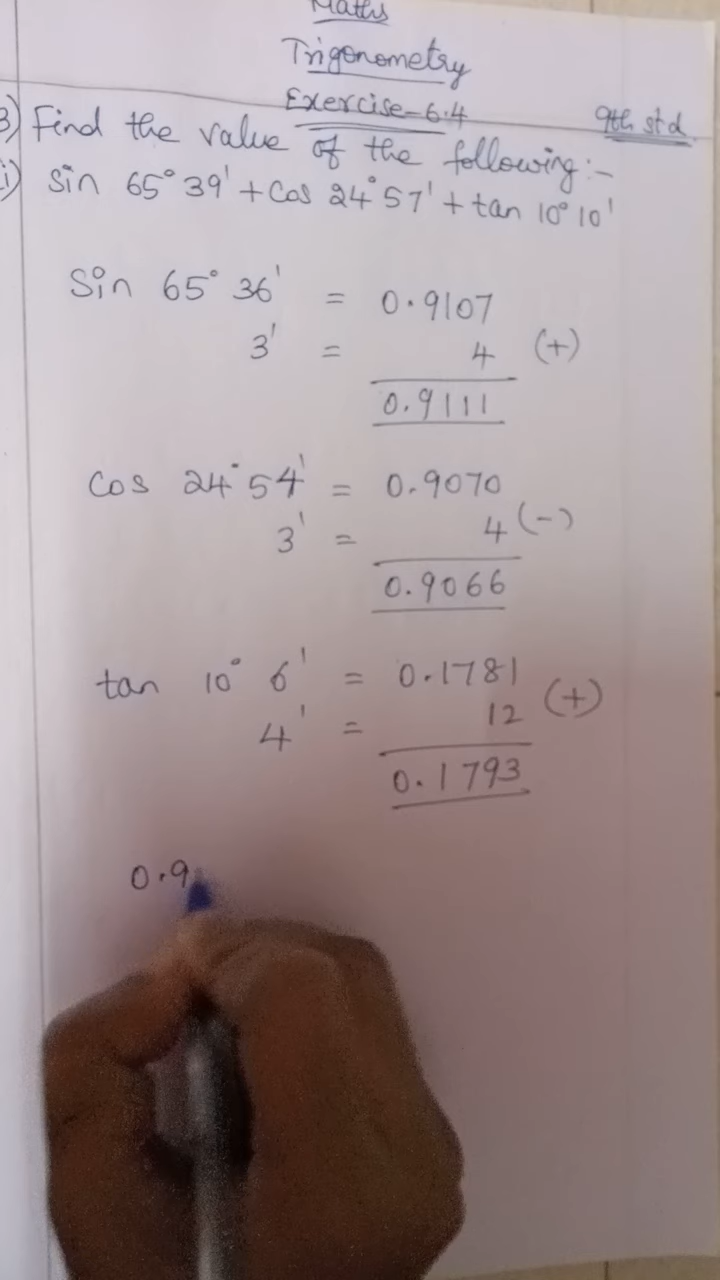 Maths
Trigonometry
Exercise-6.4
9th std
3) Find the value of the following:-
i) Sin 65° 39' + Cos 24° 57' + tan 10° 10'
Sin 65° 36' = 0.9107
3' = 4 (+)
0.9111
Cos 24° 54' = 0.9070
3' = 4 (-)
0.9066
tan 10° 6' = 0.1781
4' = 12 (+)
0.1793
0.9